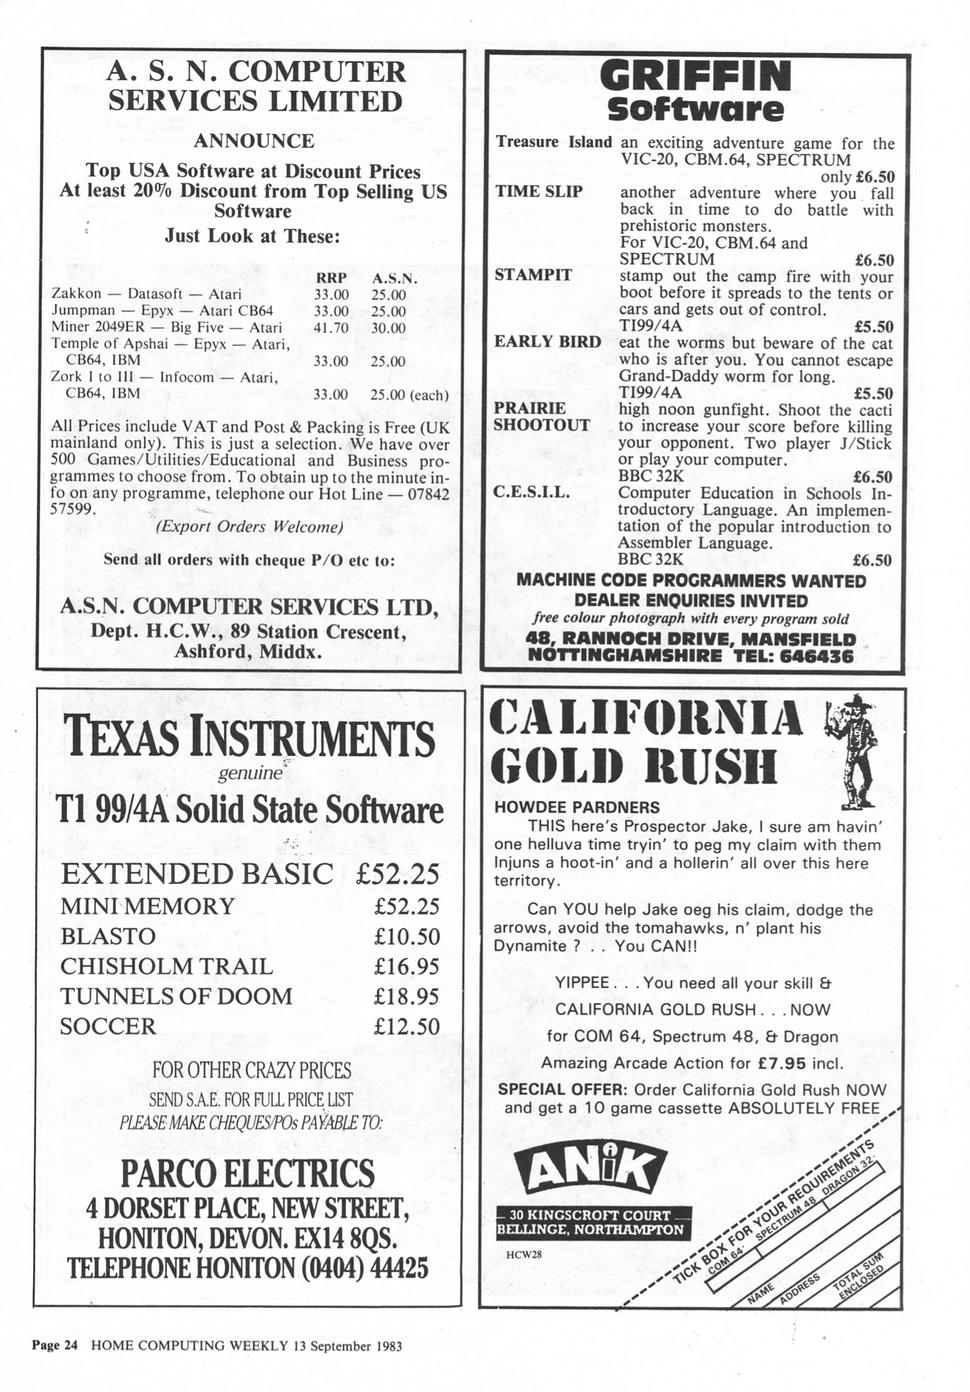 A. S. N. COMPUTER
SERVICES LIMITED
ANNOUNCE
Top USA Software at Discount Prices
At least 20% Discount from Top Selling US
Software
Just Look at These:
RRP A.S.N.
Zakkon — Datasoft — Atari 33.00 25.00
Jumpman — Epyx — Atari CB64 33.00 25.00
Miner 2049ER — Big Five — Atari 41.70 30.00
Temple of Apshai — Epyx — Atari,
CB64, IBM 33.00 25.00
Zork I to III — Infocom — Atari,
CB64, IBM 33.00 25.00 (each)
All Prices include VAT and Post & Packing is Free (UK
mainland only). This is just a selection. We have over
500 Games/Utilities/Educational and Business pro-
grammes to choose from. To obtain up to the minute in-
fo on any programme, telephone our Hot Line — 07842
57599.
(Export Orders Welcome)
Send all orders with cheque P/O etc to:
A.S.N. COMPUTER SERVICES LTD,
Dept. H.C.W., 89 Station Crescent,
Ashford, Middx.
GRIFFIN
Software
Treasure Island an exciting adventure game for the
VIC-20, CBM.64, SPECTRUM
only £6.50
TIME SLIP another adventure where you fall
back in time to do battle with
prehistoric monsters.
For VIC-20, CBM.64 and
SPECTRUM £6.50
STAMPIT stamp out the camp fire with your
boot before it spreads to the tents or
cars and gets out of control.
TI99/4A £5.50
EARLY BIRD eat the worms but beware of the cat
who is after you. You cannot escape
Grand-Daddy worm for long.
TI99/4A £5.50
PRAIRIE high noon gunfight. Shoot the cacti
SHOOTOUT to increase your score before killing
your opponent. Two player J/Stick
or play your computer.
BBC 32K £6.50
C.E.S.I.L. Computer Education in Schools In-
troductory Language. An implemen-
tation of the popular introduction to
Assembler Language.
BBC 32K £6.50
MACHINE CODE PROGRAMMERS WANTED
DEALER ENQUIRIES INVITED
free colour photograph with every program sold
48, RANNOCH DRIVE, MANSFIELD
NOTTINGHAMSHIRE TEL: 646436
TEXAS INSTRUMENTS
genuine
T1 99/4A Solid State Software
EXTENDED BASIC £52.25
MINI MEMORY £52.25
BLASTO £10.50
CHISHOLM TRAIL £16.95
TUNNELS OF DOOM £18.95
SOCCER £12.50
FOR OTHER CRAZY PRICES
SEND S.A.E. FOR FULL PRICE LIST
PLEASE MAKE CHEQUES/POs PAYABLE TO:
PARCO ELECTRICS
4 DORSET PLACE, NEW STREET,
HONITON, DEVON. EX14 8QS.
TELEPHONE HONITON (0404) 44425
CALIFORNIA
GOLD RUSH
HOWDEE PARDNERS
THIS here's Prospector Jake, I sure am havin'
one helluva time tryin' to peg my claim with them
Injuns a hoot-in' and a hollerin' all over this here
territory.
Can YOU help Jake oeg his claim, dodge the
arrows, avoid the tomahawks, n' plant his
Dynamite ? . . You CAN!!
YIPPEE . . . You need all your skill &
CALIFORNIA GOLD RUSH . . . NOW
for COM 64, Spectrum 48, & Dragon
Amazing Arcade Action for £7.95 incl.
SPECIAL OFFER: Order California Gold Rush NOW
and get a 10 game cassette ABSOLUTELY FREE
ANiK
30 KINGSCROFT COURT
BELLINGE, NORTHAMPTON
HCW28
TICK BOX FOR YOUR REQUIREMENTS
COM 64· SPECTRUM 48 DRAGON 32·
NAME
ADDRESS
TOTAL SUM
ENCLOSED
Page 24 HOME COMPUTING WEEKLY 13 September 1983